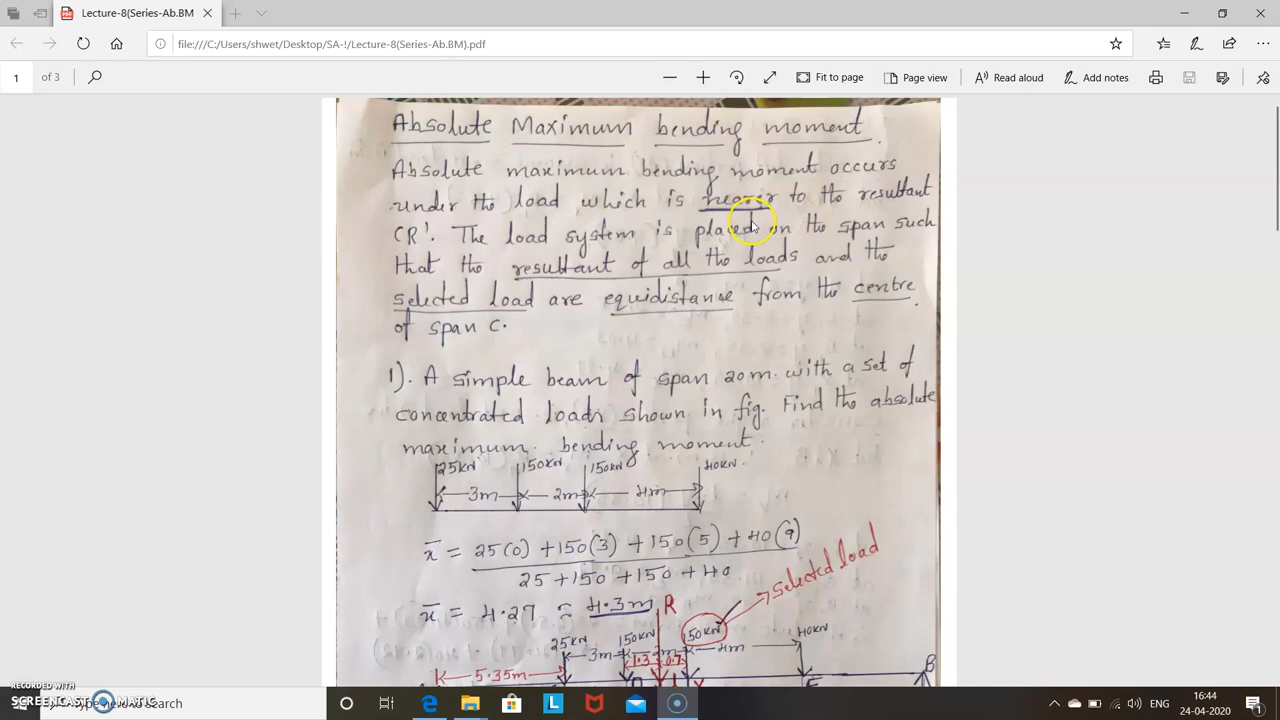 Lecture-8(Series-Ab.BM
file:///C:/Users/shwet/Desktop/SA-!/Lecture-8(Series-Ab.BM).pdf
1 of 3
Fit to page
Page view
Read aloud
Add notes
Absolute Maximum bending moment.
Absolute maximum bending moment occurs
under the load which is nearer to the resultant
'R'. The load system is placed on the span such
that the resultant of all the loads and the
selected load are equidistance from the centre
of span C.
1). A simple beam of span 20m. with a set of
concentrated loads shown in fig. Find the absolute
maximum bending moment.
25KN 150KN 150KN 40KN.
3m 2m 4m
x̄ = 25(0) + 150(3) + 150(5) + 40(9)
25 + 150 + 150 + 40
selected load
x̄ = 4.27 ≈ 4.3m R
25KN 150KN 150KN 40KN
3m 2m 4m
5.35m 1.3 0.7 B
RECORDED WITH
SCREENCAST MATIC
here to search
ENG
16:44
24-04-2020